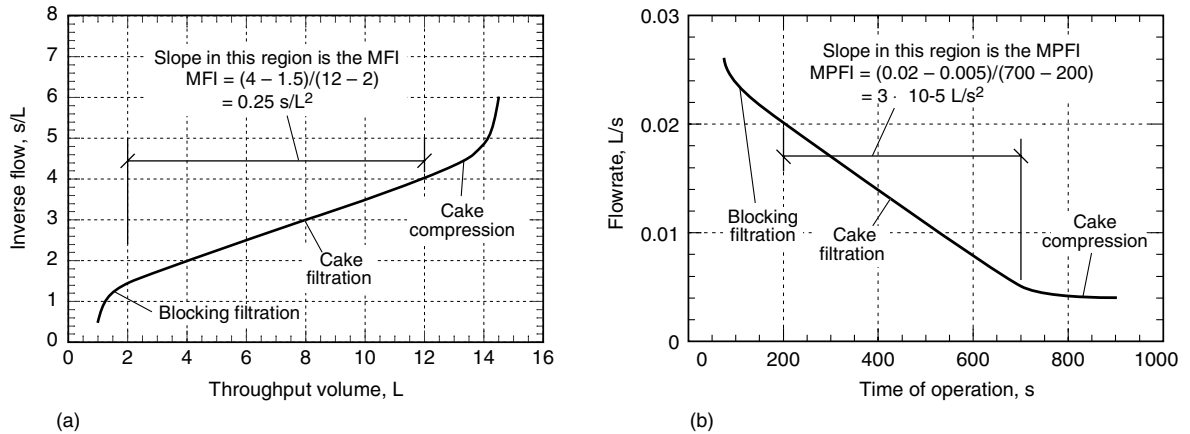 8
7
6
5
4
3
2
1
0
Inverse flow, s/L
Slope in this region is the MFI
MFI = (4 – 1.5)/(12 – 2)
= 0.25 s/L²
Cake
compression
Cake
filtration
Blocking filtration
0 2 4 6 8 10 12 14 16
Throughput volume, L
(a)
0.03
0.02
0.01
0
Flowrate, L/s
Slope in this region is the MPFI
MPFI = (0.02 – 0.005)/(700 – 200)
= 3 · 10-5 L/s²
Blocking
filtration
Cake
filtration
Cake
compression
0 200 400 600 800 1000
Time of operation, s
(b)